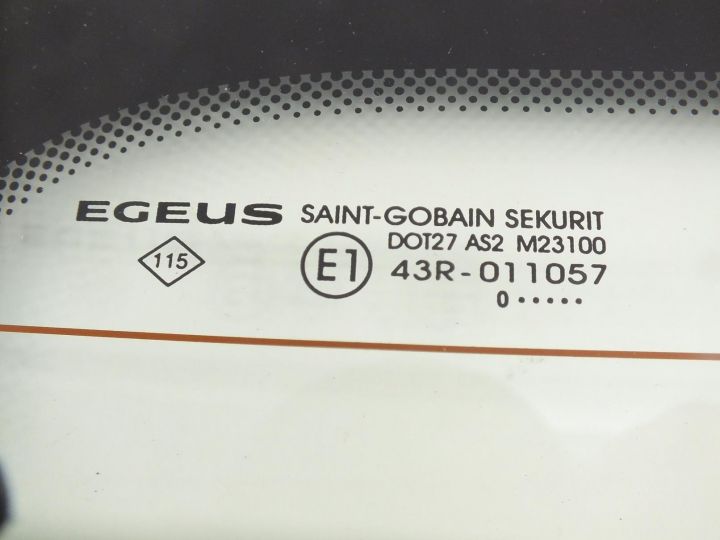 EGEUS SAINT-GOBAIN SEKURIT
DOT27 AS2 M23100
115 E1 43R-011057
0 •••••